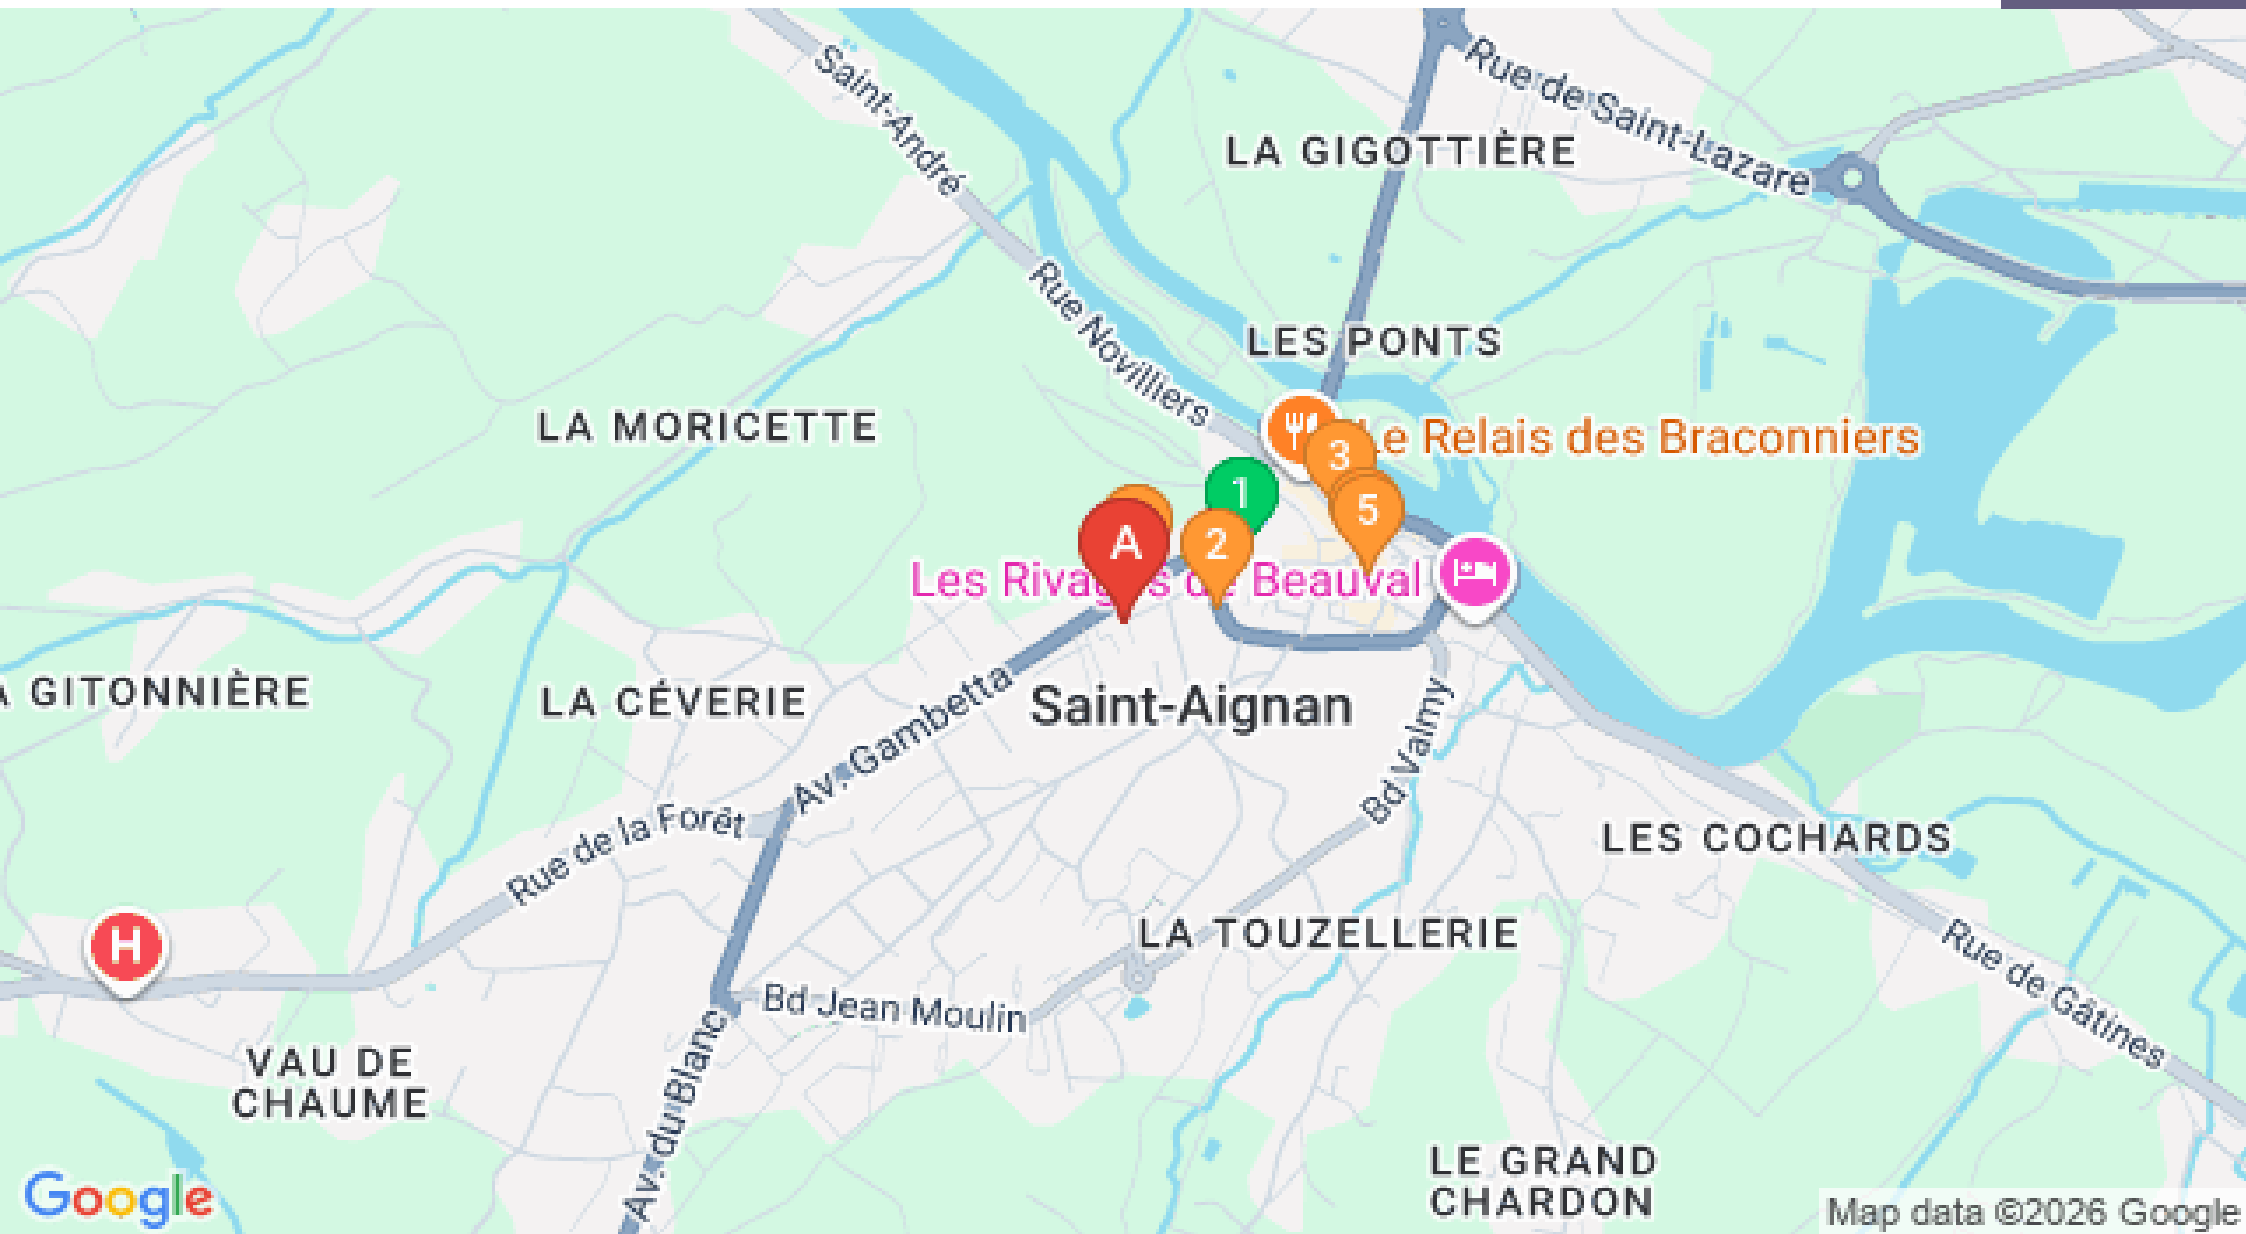 Saint-André
Rue de Saint-Lazare
LA GIGOTTIÈRE
Rue Novilliers
LES PONTS
LA MORICETTE
Le Relais des Braconniers
3
1
5
A
2
Les Rivages de Beauval
A GITONNIÈRE
LA CÉVERIE
Saint-Aignan
Av. Gambetta
Bd Valmy
Rue de la Forêt
LES COCHARDS
LA TOUZELLERIE
H
Rue de Gâtines
Bd Jean Moulin
VAU DE
CHAUME
Av. du Blanc
LE GRAND
CHARDON
Google
Map data ©2026 Google